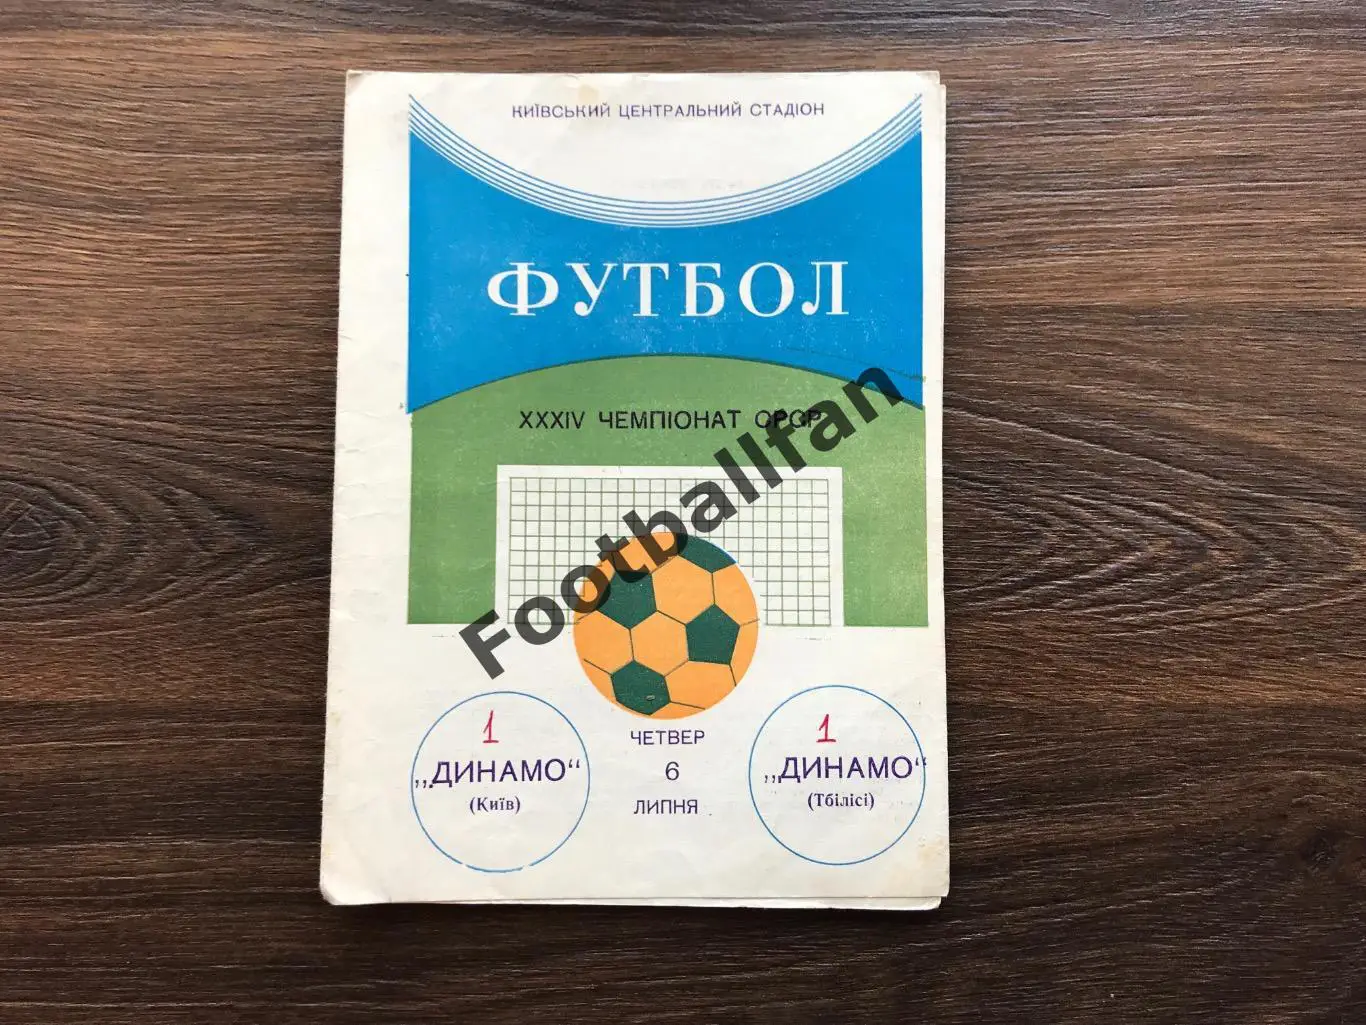 КИЇВСЬКИЙ ЦЕНТРАЛЬНИЙ СТАДІОН
ФУТБОЛ
XXXIV ЧЕМПІОНАТ СРСР
Footballfan
1
„ДИНАМО“
(Київ)
ЧЕТВЕР
6
ЛИПНЯ
1
„ДИНАМО“
(Тбілісі)